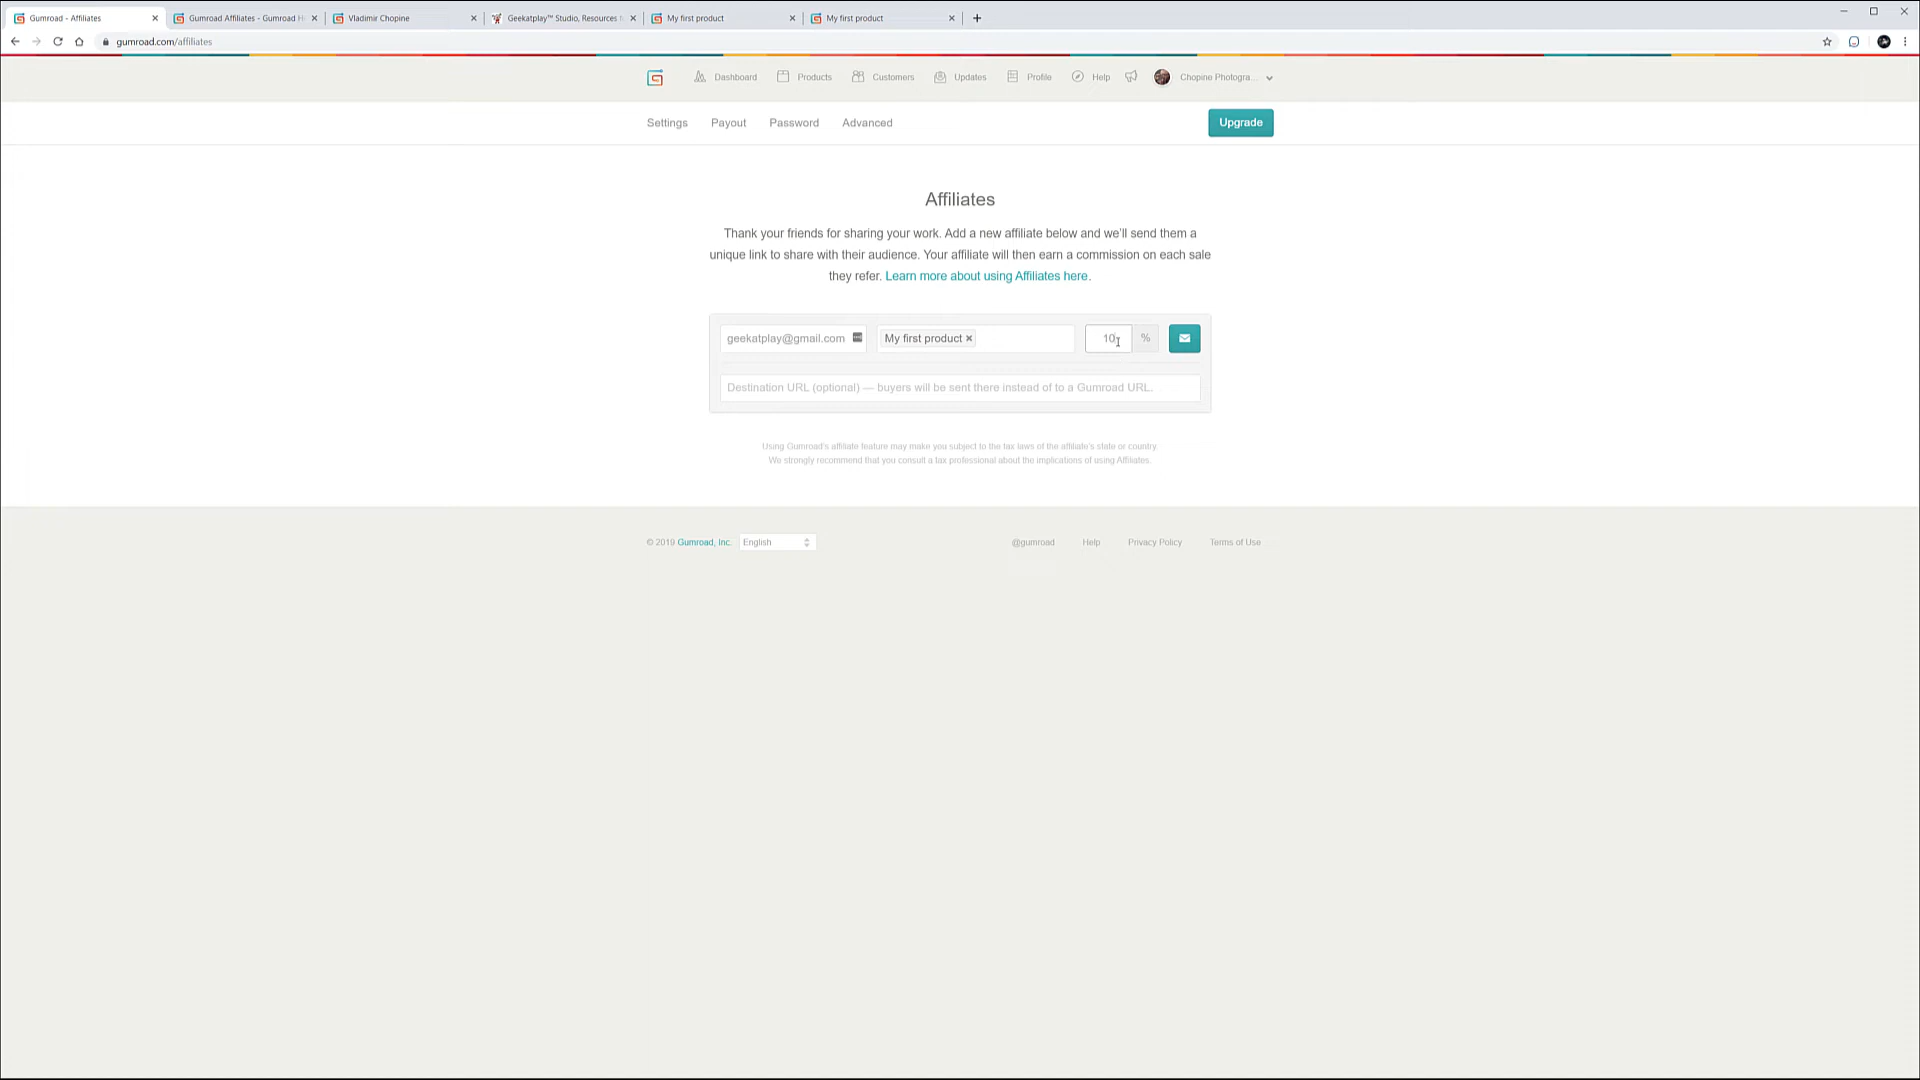 Gumroad - Affiliates
Gumroad Affiliates - Gumroad H
Vladimir Chopine
Geekatplay™ Studio, Resources
My first product
My first product
gumroad.com/affiliates
Dashboard
Products
Customers
Updates
Profile
Help
Chopine Photogra...
Settings
Payout
Password
Advanced
Upgrade
Affiliates
Thank your friends for sharing your work. Add a new affiliate below and we'll send them a
unique link to share with their audience. Your affiliate will then earn a commission on each sale
they refer. Learn more about using Affiliates here.
geekatplay@gmail.com
My first product ×
10
%
Destination URL (optional) — buyers will be sent there instead of to a Gumroad URL.
Using Gumroad's affiliate feature may make you subject to the tax laws of the affiliate's state or country.
We strongly recommend that you consult a tax professional about the implications of using Affiliates.
© 2019 Gumroad, Inc.
English
@gumroad
Help
Privacy Policy
Terms of Use